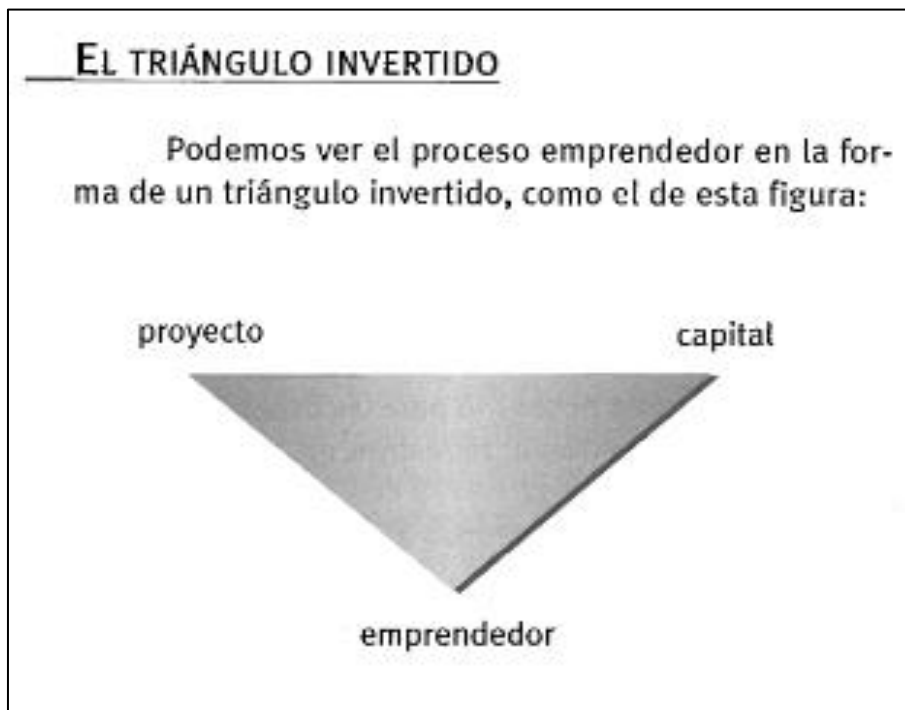 EL TRIÁNGULO INVERTIDO
Podemos ver el proceso emprendedor en la for-
ma de un triángulo invertido, como el de esta figura:
proyecto
capital
emprendedor